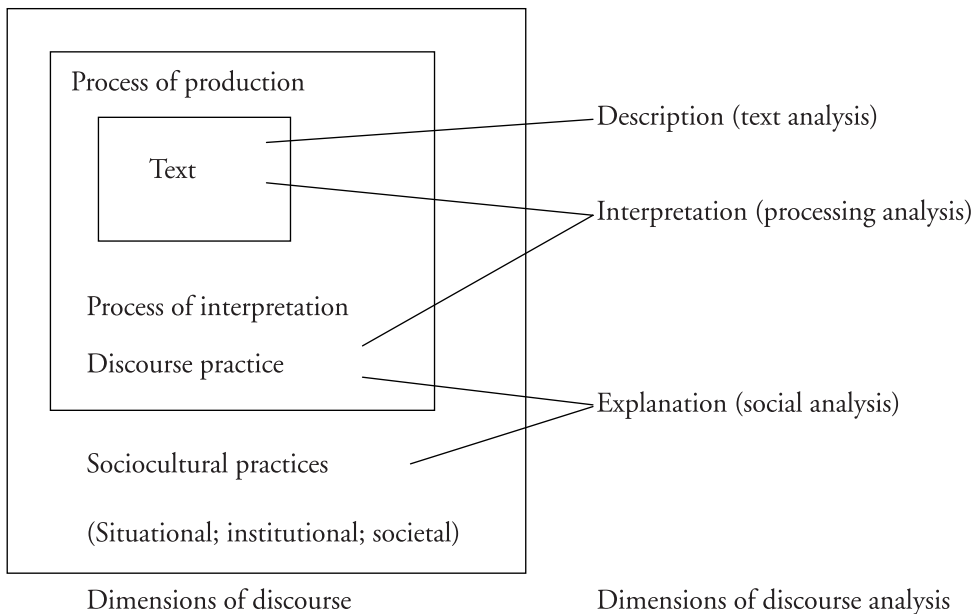 Process of production
Description (text analysis)
Text
Interpretation (processing analysis)
Process of interpretation
Discourse practice
Explanation (social analysis)
Sociocultural practices
(Situational; institutional; societal)
Dimensions of discourse
Dimensions of discourse analysis